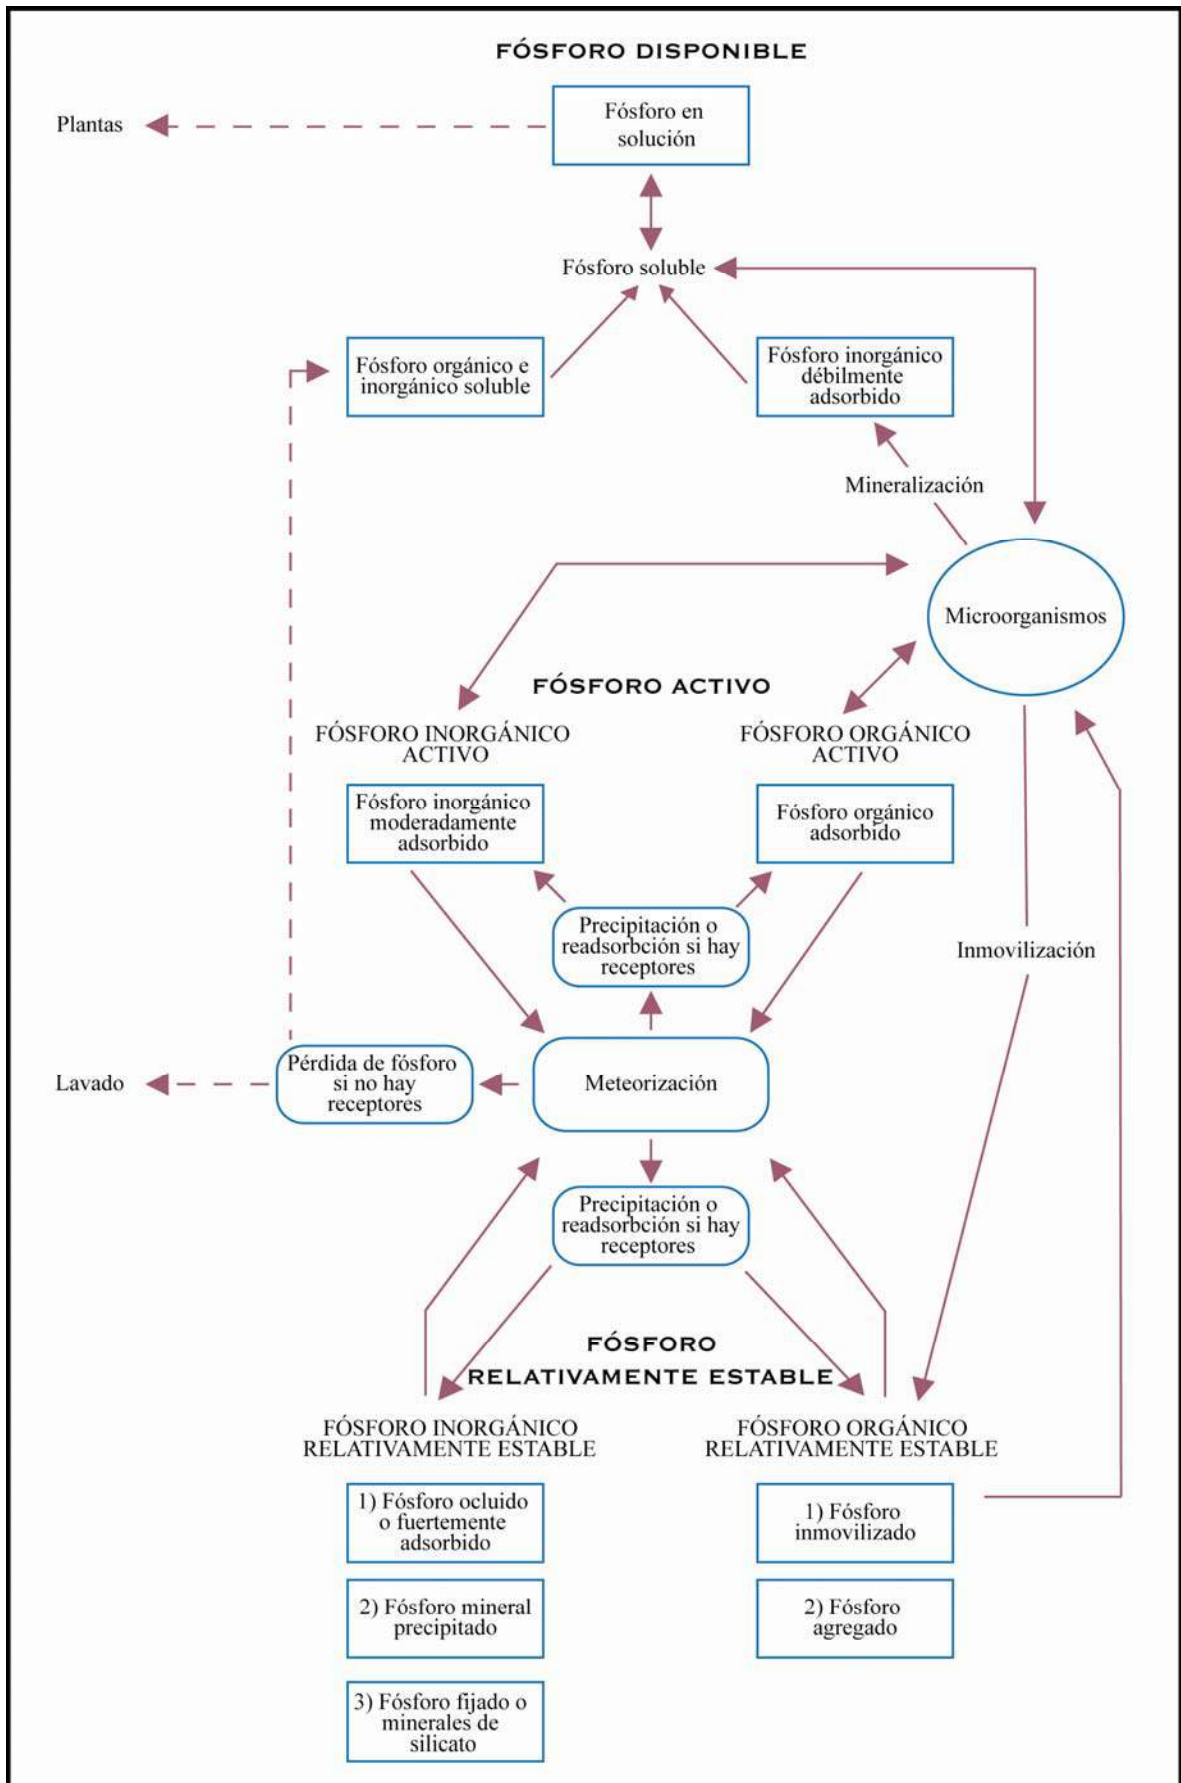 FÓSFORO DISPONIBLE
Plantas
Fósforo en
solución
Fósforo soluble
Fósforo orgánico e
inorgánico soluble
Fósforo inorgánico
débilmente
adsorbido
Mineralización
Microorganismos
FÓSFORO ACTIVO
FÓSFORO INORGÁNICO
ACTIVO
FÓSFORO ORGÁNICO
ACTIVO
Fósforo inorgánico
moderadamente
adsorbido
Fósforo orgánico
adsorbido
Precipitación o
readsorbción si hay
receptores
Inmovilización
Lavado
Pérdida de fósforo
si no hay
receptores
Meteorización
Precipitación o
readsorbción si hay
receptores
FÓSFORO
RELATIVAMENTE ESTABLE
FÓSFORO INORGÁNICO
RELATIVAMENTE ESTABLE
FÓSFORO ORGÁNICO
RELATIVAMENTE ESTABLE
1) Fósforo ocluido
o fuertemente
adsorbido
1) Fósforo
inmovilizado
2) Fósforo mineral
precipitado
2) Fósforo
agregado
3) Fósforo fijado o
minerales de
silicato